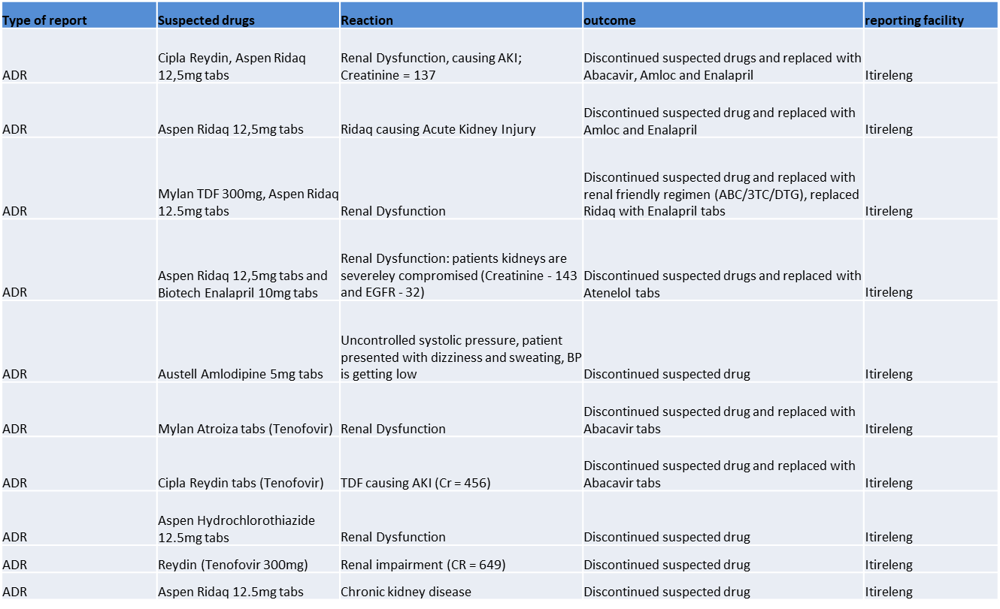 Type of report Suspected drugs Reaction outcome reporting facility
ADR
Cipla Reydin, Aspen Ridaq
12,5mg tabs
Renal Dysfunction, causing AKI;
Creatinine = 137
Discontinued suspected drugs and replaced with
Abacavir, Amloc and Enalapril
Itireleng
ADR
Aspen Ridaq 12,5mg tabs
Ridaq causing Acute Kidney Injury
Discontinued suspected drug and replaced with
Amloc and Enalapril
Itireleng
ADR
Mylan TDF 300mg, Aspen Ridaq
12.5mg tabs
Renal Dysfunction
Discontinued suspected drug and replaced with
renal friendly regimen (ABC/3TC/DTG), replaced
Ridaq with Enalapril tabs
Itireleng
ADR
Aspen Ridaq 12,5mg tabs and
Biotech Enalapril 10mg tabs
Renal Dysfunction: patients kidneys are
severeley compromised (Creatinine - 143
and EGFR - 32)
Discontinued suspected drugs and replaced with
Atenelol tabs
Itireleng
ADR
Austell Amlodipine 5mg tabs
Uncontrolled systolic pressure, patient
presented with dizziness and sweating, BP
is getting low
Discontinued suspected drug
Itireleng
ADR
Mylan Atroiza tabs (Tenofovir)
Renal Dysfunction
Discontinued suspected drug and replaced with
Abacavir tabs
Itireleng
ADR
Cipla Reydin tabs (Tenofovir)
TDF causing AKI (Cr = 456)
Discontinued suspected drug and replaced with
Abacavir tabs
Itireleng
ADR
Aspen Hydrochlorothiazide
12.5mg tabs
Renal Dysfunction
Discontinued suspected drug
Itireleng
ADR
Reydin (Tenofovir 300mg)
Renal impairment (CR = 649)
Discontinued suspected drug
Itireleng
ADR
Aspen Ridaq 12.5mg tabs
Chronic kidney disease
Discontinued suspected drug
Itireleng